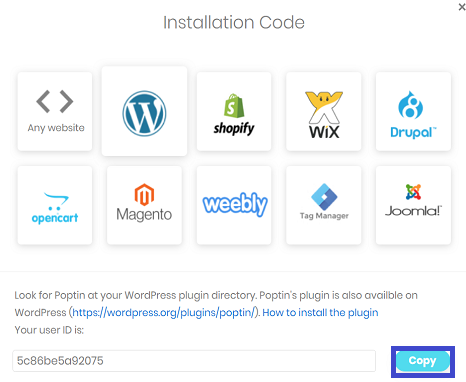 ×
Installation Code
Any website
W
shopify
WiX
Drupal™
opencart
Magento
weebly
Tag Manager
Joomla!
Look for Poptin at your WordPress plugin directory. Poptin's plugin is also availble on
WordPress (https://wordpress.org/plugins/poptin/). How to install the plugin
Your user ID is:
5c86be5a92075
Copy